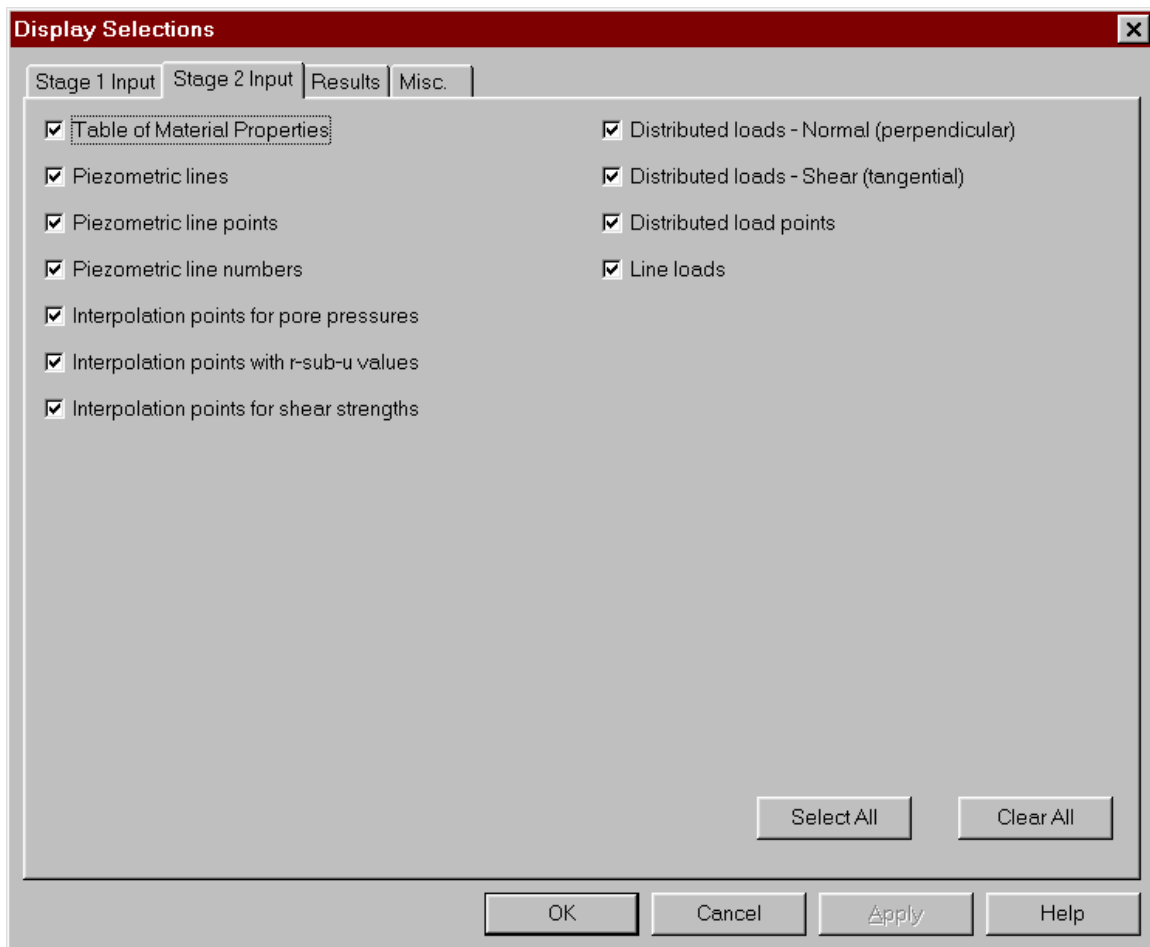 Display Selections
Stage 1 Input Stage 2 Input Results Misc.
Table of Material Properties
Piezometric lines
Piezometric line points
Piezometric line numbers
Interpolation points for pore pressures
Interpolation points with r-sub-u values
Interpolation points for shear strengths
Distributed loads - Normal (perpendicular)
Distributed loads - Shear (tangential)
Distributed load points
Line loads
Select All Clear All
OK Cancel Apply Help